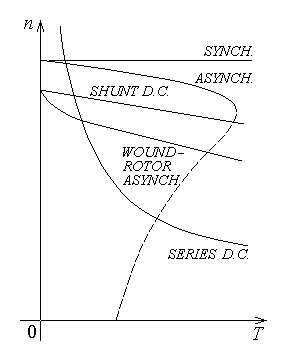 n
SYNCH.
ASYNCH.
SHUNT D.C.
WOUND-
ROTOR
ASYNCH.
SERIES D.C.
0
T